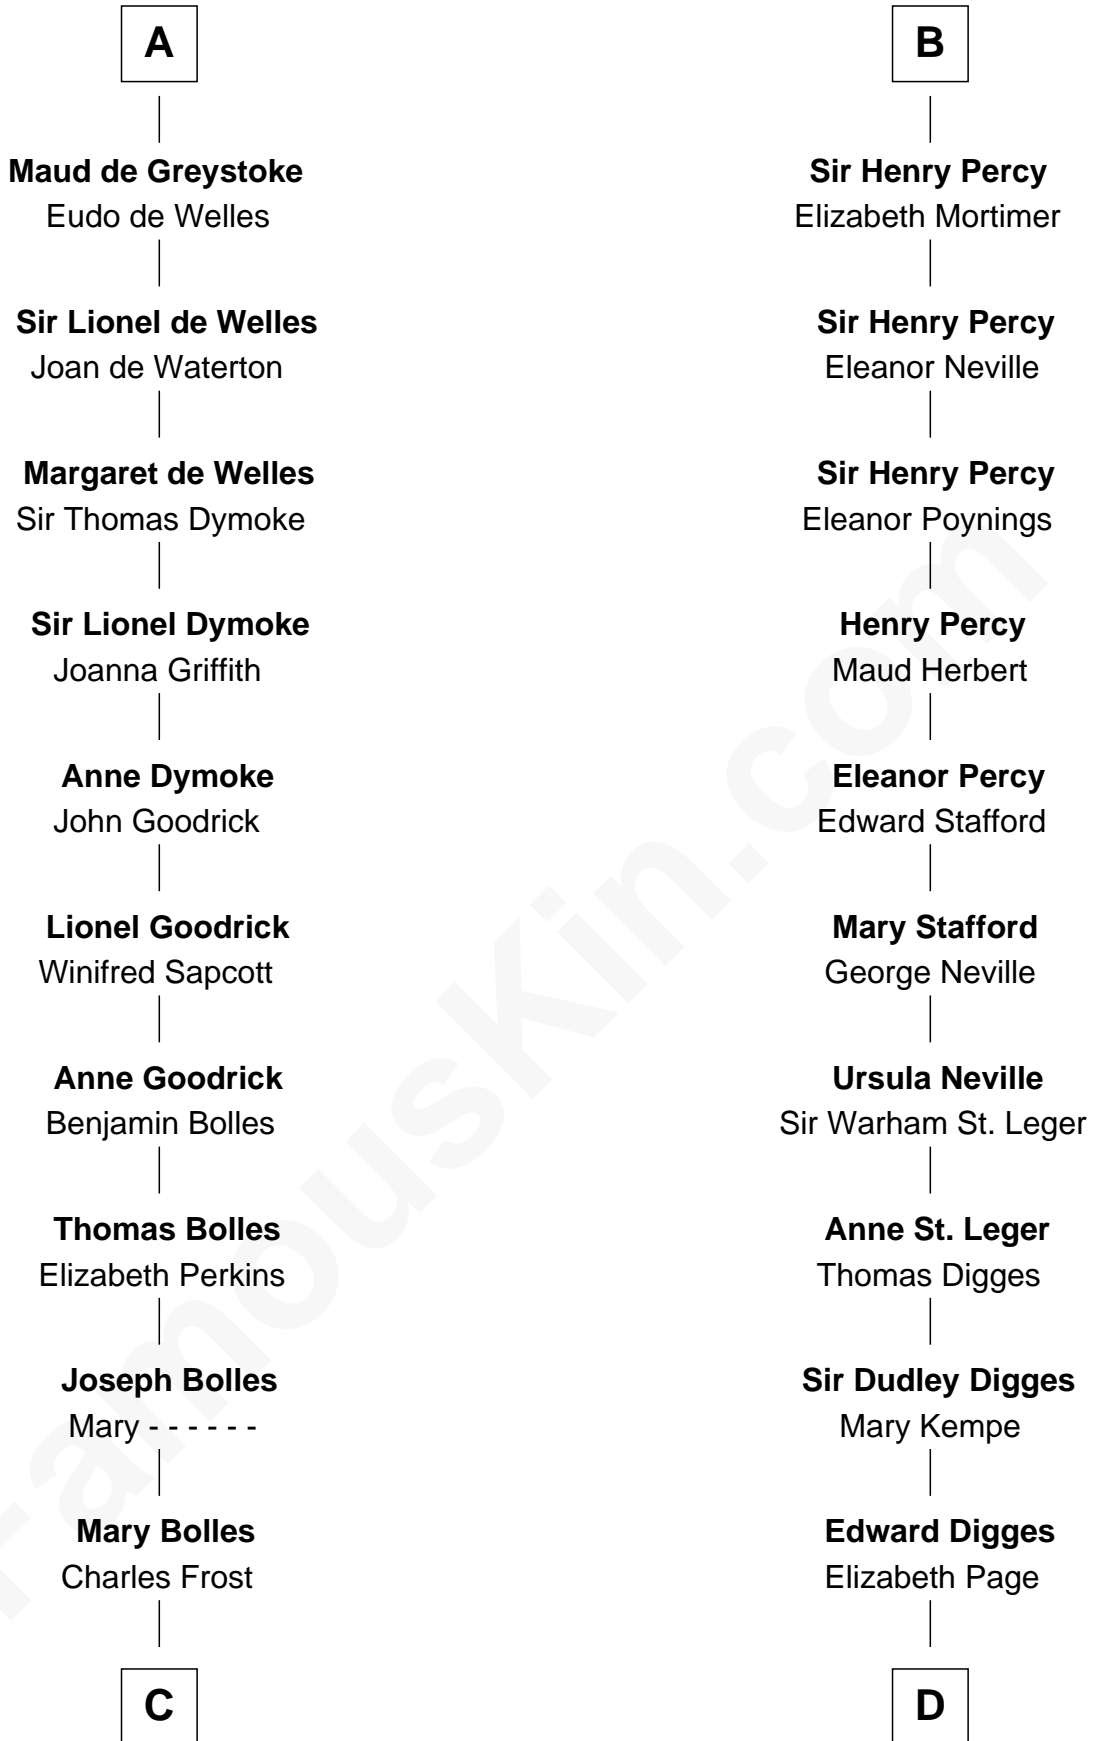 A
Maud de Greystoke
Eudo de Welles
Sir Lionel de Welles
Joan de Waterton
Margaret de Welles
Sir Thomas Dymoke
Sir Lionel Dymoke
Joanna Griffith
Anne Dymoke
John Goodrick
Lionel Goodrick
Winifred Sapcott
Anne Goodrick
Benjamin Bolles
Thomas Bolles
Elizabeth Perkins
Joseph Bolles
Mary - - - - - -
Mary Bolles
Charles Frost
C
B
Sir Henry Percy
Elizabeth Mortimer
Sir Henry Percy
Eleanor Neville
Sir Henry Percy
Eleanor Poynings
Henry Percy
Maud Herbert
Eleanor Percy
Edward Stafford
Mary Stafford
George Neville
Ursula Neville
Sir Warham St. Leger
Anne St. Leger
Thomas Digges
Sir Dudley Digges
Mary Kempe
Edward Digges
Elizabeth Page
D
FamousKin.com